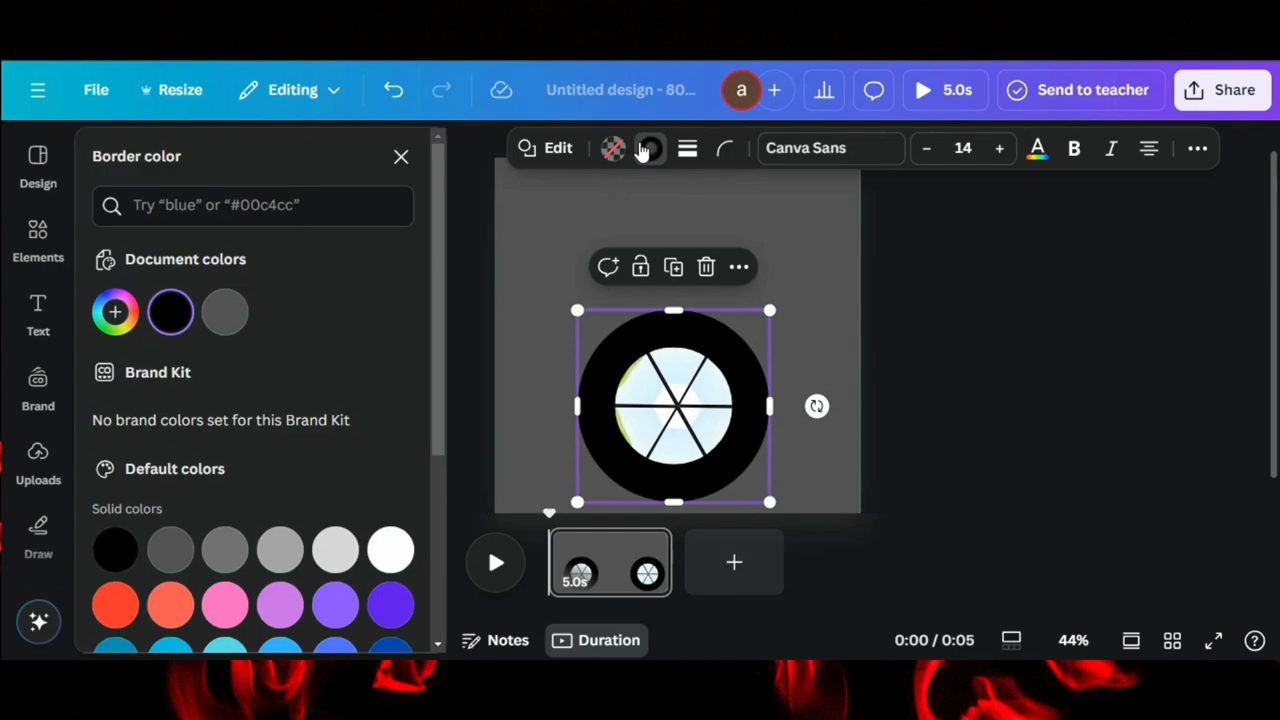 File
Resize
Editing
Untitled design - 80...
a
5.0s
Send to teacher
Share
Edit
Canva Sans
– 14 +
A
B
I
Design
Elements
Text
Brand
Uploads
Draw
Border color
Try “blue” or “#00c4cc”
Document colors
CO
Brand Kit
No brand colors set for this Brand Kit
Default colors
Solid colors
5.0s
Notes
Duration
0:00 / 0:05
44%